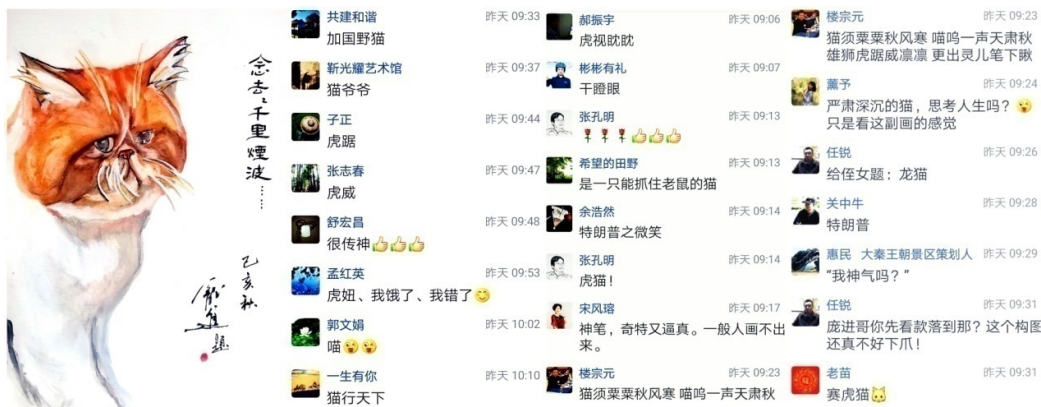 念去去千里煙波……
乙亥秋
龍進題
共建和谐 昨天 09:33
加国野猫
靳光耀艺术馆 昨天 09:37
猫爷爷
子正 昨天 09:44
虎踞
张志春 昨天 09:47
虎威
舒宏昌 昨天 09:48
很传神👍👍👍
孟红英 昨天 09:53
虎妞、我饿了、我错了😊
郭文娟 昨天 10:02
喵😘😘
一生有你 昨天 10:10
猫行天下
郝振宇 昨天 09:06
虎视眈眈
彬彬有礼 昨天 09:07
干瞪眼
张孔明 昨天 09:13
🌹🌹🌹👍👍👍
希望的田野 昨天 09:13
是一只能抓住老鼠的猫
余浩然 昨天 09:14
特朗普之微笑
张孔明 昨天 09:14
虎猫！
宋风瑢 昨天 09:17
神笔，奇特又逼真。一般人画不出
来。
楼宗元 昨天 09:23
猫须粟粟秋风寒 喵呜一声天肃秋
楼宗元 昨天 09:23
猫须粟粟秋风寒 喵呜一声天肃秋
雄狮虎踞威凛凛 更出灵儿笔下瞅
薰予 昨天 09:24
严肃深沉的猫，思考人生吗？😘
只是看这副画的感觉
任锐 昨天 09:26
给侄女题：龙猫
关中牛 昨天 09:28
特朗普
惠民 大秦王朝景区策划人 昨天 09:29
“我神气吗？”
任锐 昨天 09:31
庞进哥你先看款落到那？这个构图
还真不好下爪！
老苗 昨天 09:31
赛虎猫🐱